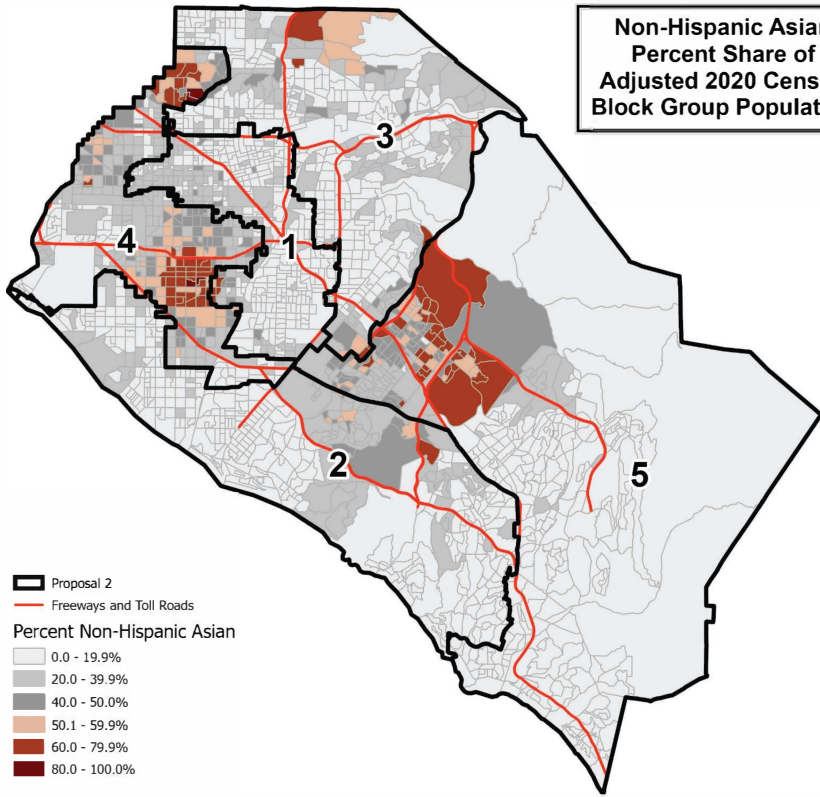 Non-Hispanic Asian
Percent Share of
Adjusted 2020
Block Group
3
1
4
2
5
Proposal 2
Freeways and Toll Roads
Percent Non-Hispanic Asian
0.0 - 19.9%
20.0 - 39.9%
40.0 - 50.0%
50.1 - 59.9%
60.0 - 79.9%
80.0 - 100.0%